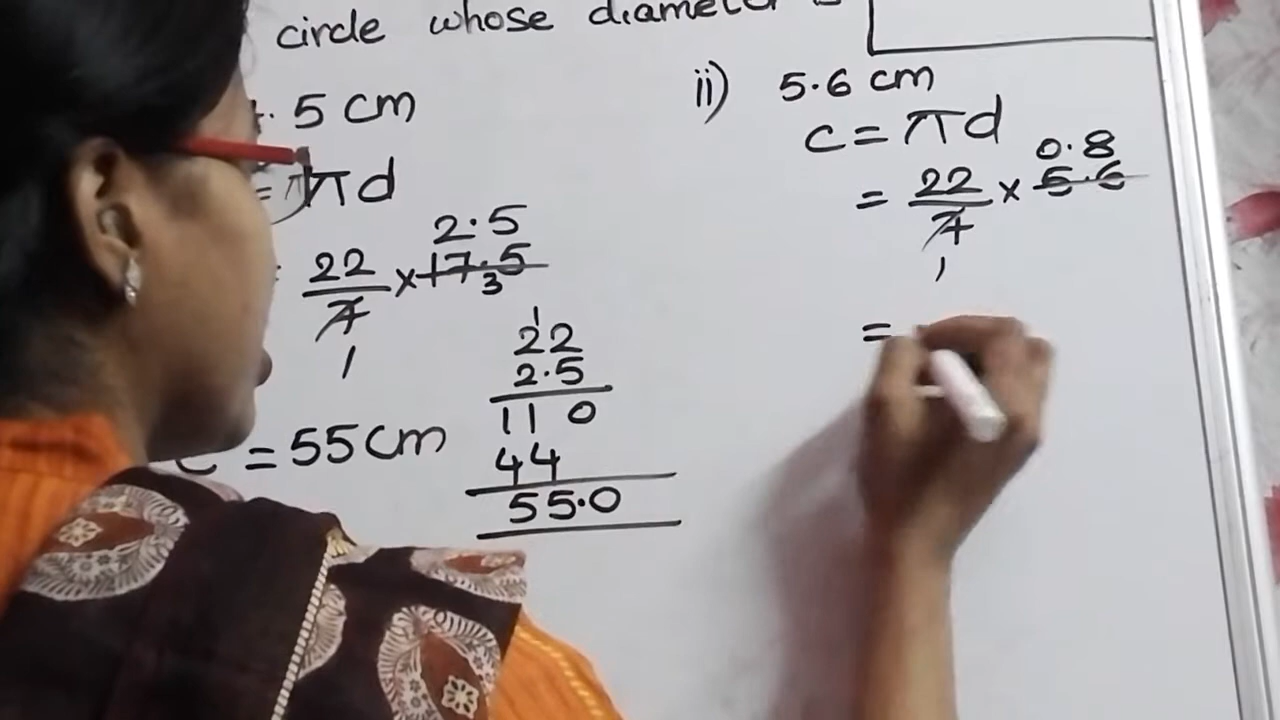 circle whose diameter
. 5 cm
= πd
22/7 × 17.5
2.5
3
1
= 55 cm
1
22
2.5
110
44
55.0
ii) 5.6 cm
C = πd
0.8
= 22/7 × 5.6
1
=